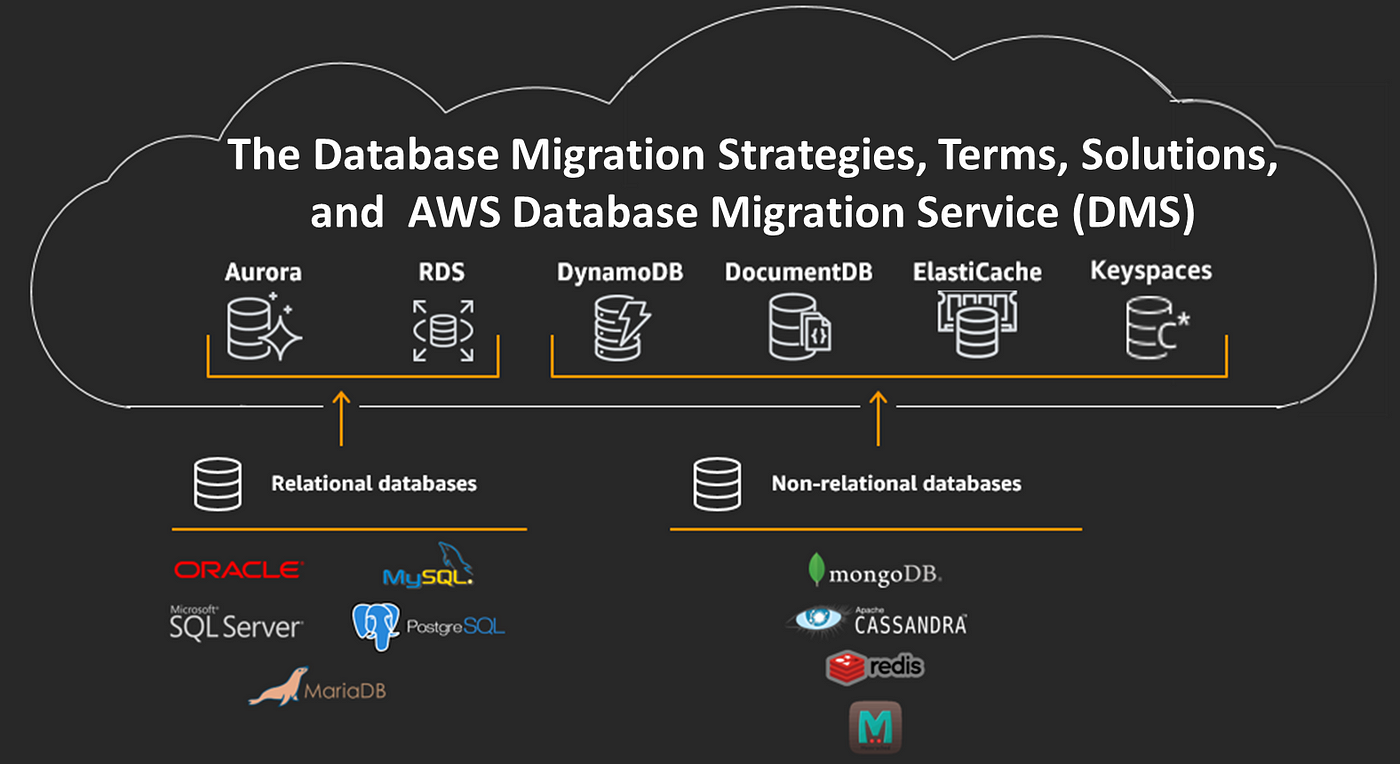 The Database Migration Strategies, Terms, Solutions,
and AWS Database Migration Service (DMS)
Aurora
RDS
DynamoDB
DocumentDB
ElastiCache
Keyspaces
C*
{}
Relational databases
Non-relational databases
ORACLE
MySQL.
Microsoft
SQL Server
PostgreSQL
MariaDB
mongoDB.
Apache
CASSANDRA
redis
M